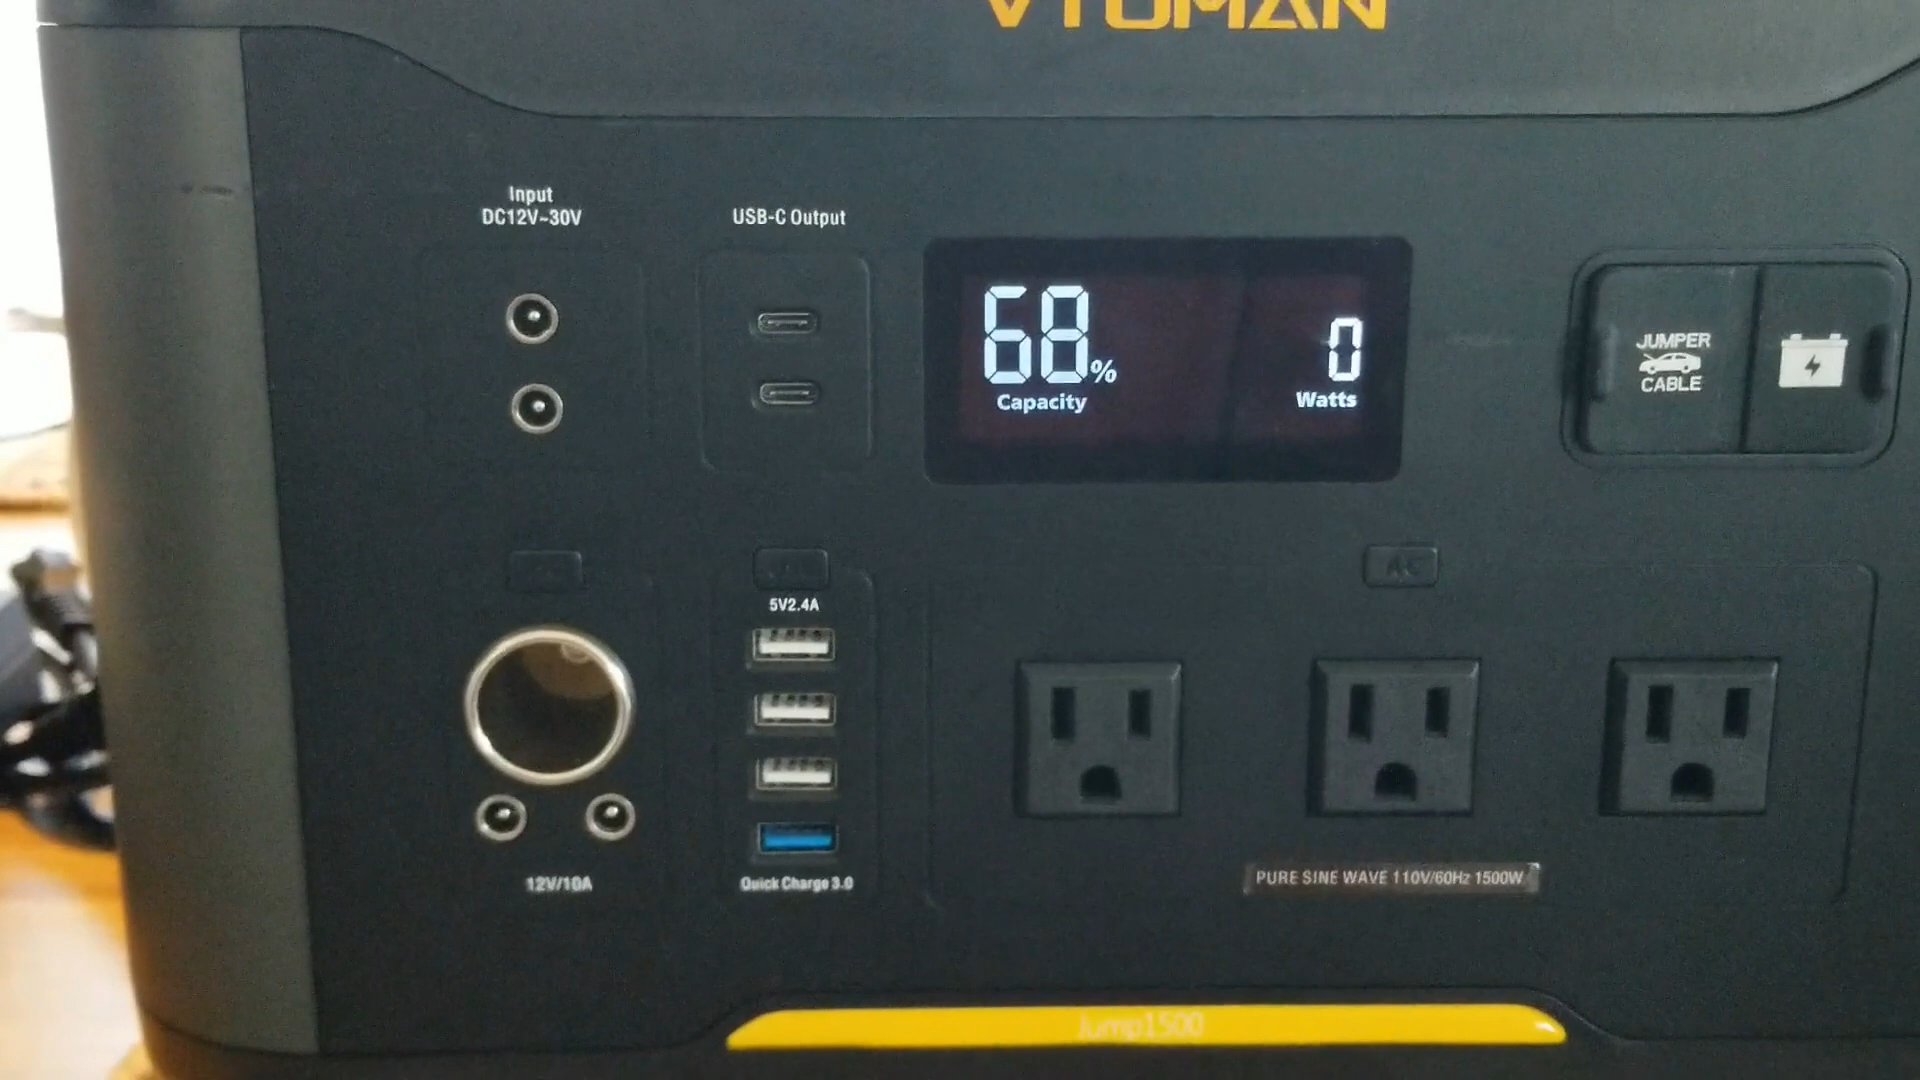 VTOMAN
Input
DC12V~30V
USB-C Output
68%
Capacity
0
Watts
JUMPER
CABLE
AC
5V2.4A
12V/10A
Quick Charge 3.0
PURE SINE WAVE 110V/60Hz 1500W
Jump1500